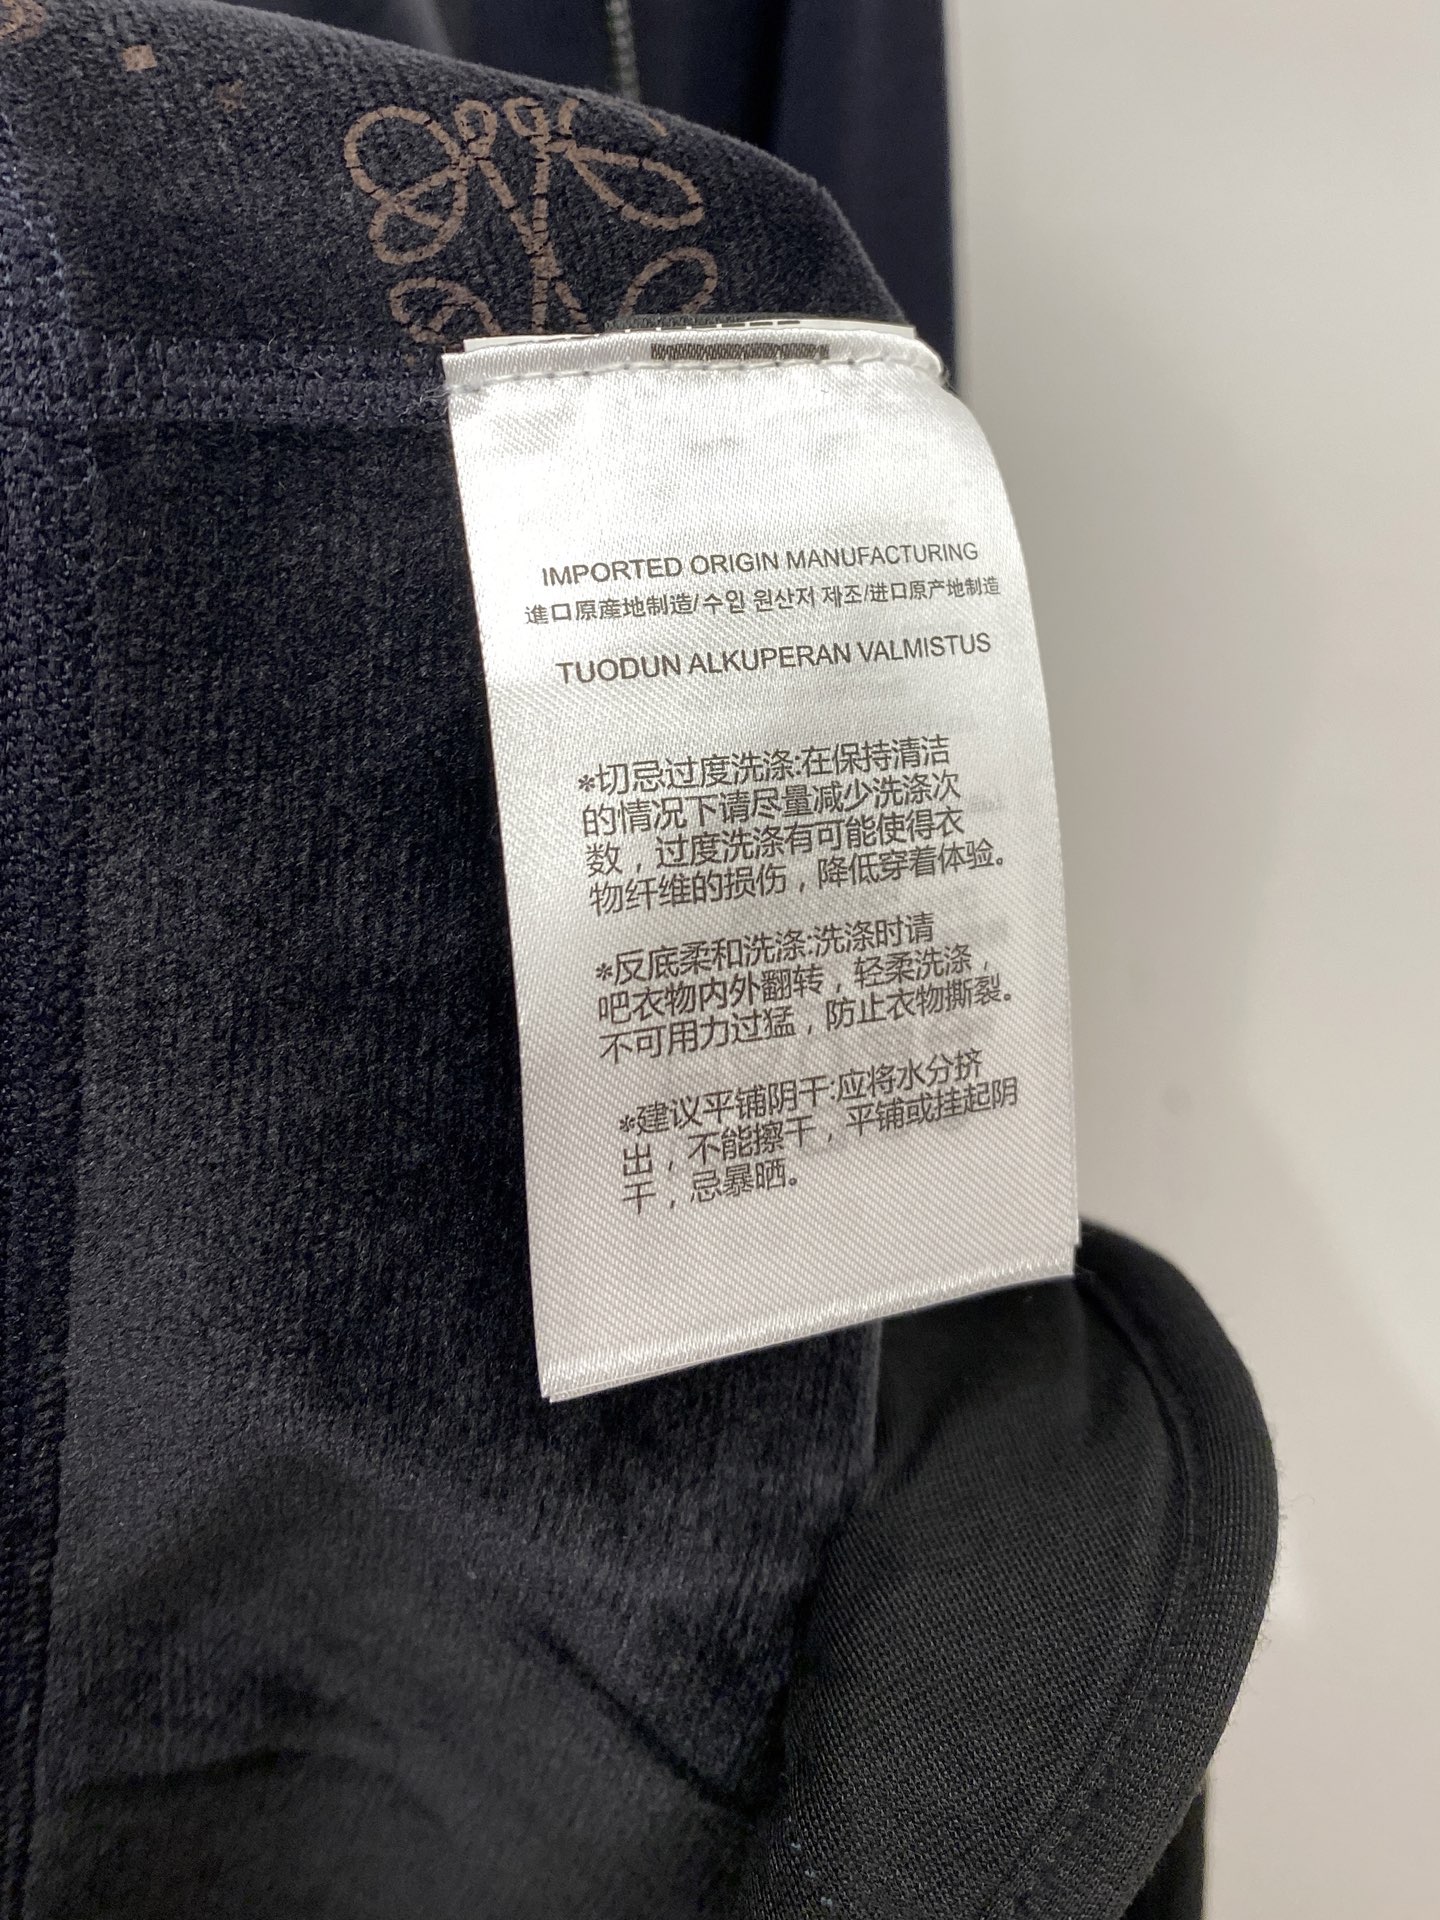 IMPORTED ORIGIN MANUFACTURING
進口原產地制造/수입 원산저 제조/进口原产地制造
TUODUN ALKUPERAN VALMISTUS
*切忌过度洗涤:在保持清洁
的情况下请尽量减少洗涤次
数，过度洗涤有可能使得衣
物纤维的损伤，降低穿着体验。
*反底柔和洗涤:洗涤时请
吧衣物内外翻转，轻柔洗涤，
不可用力过猛，防止衣物撕裂。
*建议平铺阴干:应将水分挤
出，不能擦干，平铺或挂起阴
干，忌暴晒。